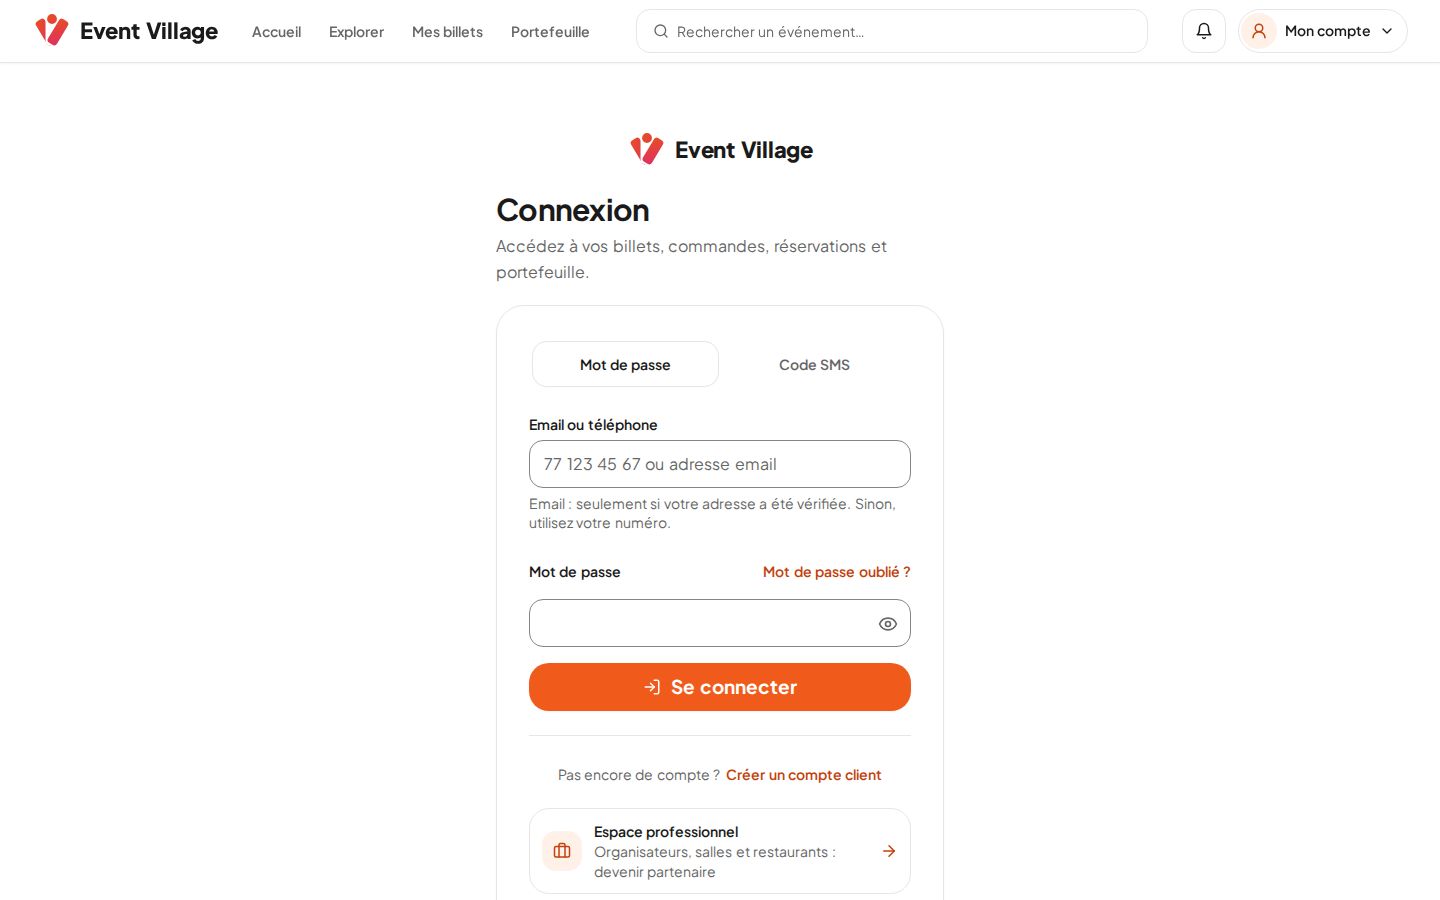 Event Village
Accueil
Explorer
Mes billets
Portefeuille
Rechercher un événement...
Mon compte
Event Village
Connexion
Accédez à vos billets, commandes, réservations et
portefeuille.
Mot de passe
Code SMS
Email ou téléphone
77 123 45 67 ou adresse email
Email : seulement si votre adresse a été vérifiée. Sinon,
utilisez votre numéro.
Mot de passe
Mot de passe oublié ?
Se connecter
Pas encore de compte ? Créer un compte client
Espace professionnel
Organisateurs, salles et restaurants :
devenir partenaire